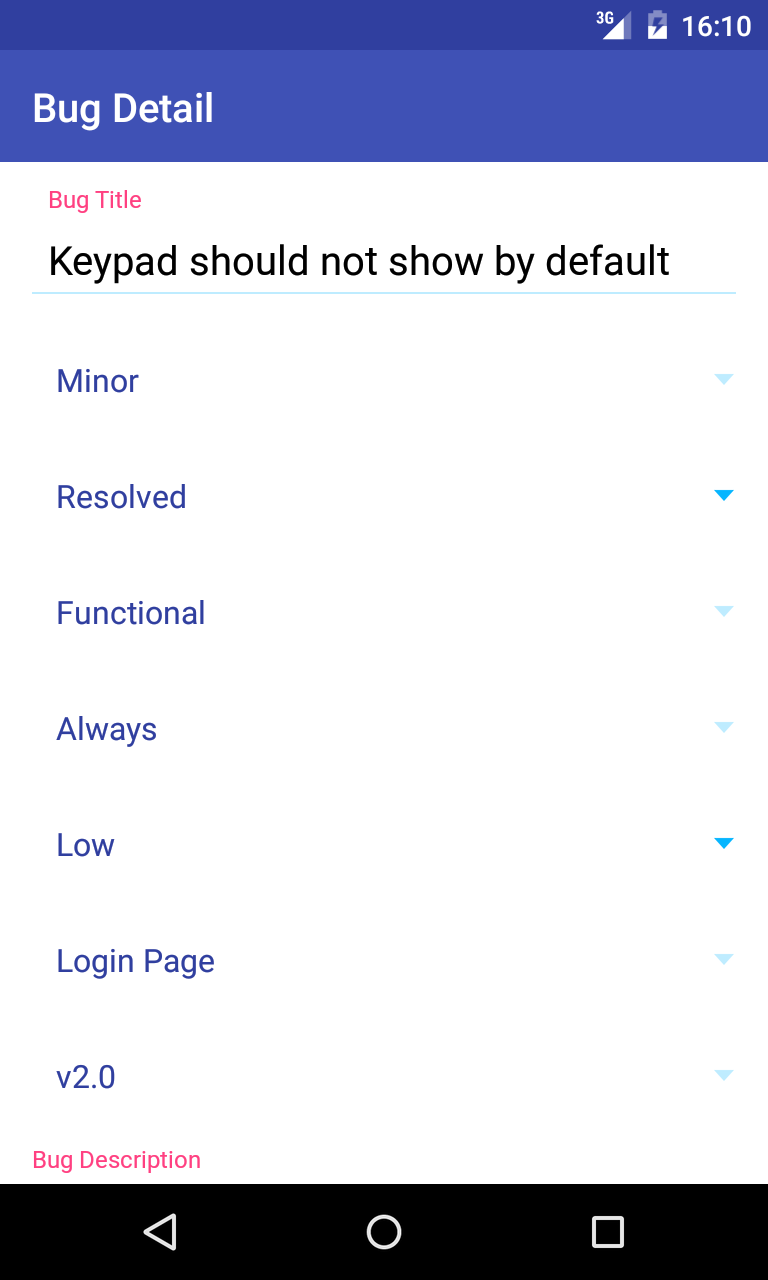 3G 16:10
Bug Detail
Bug Title
Keypad should not show by default
Minor
Resolved
Functional
Always
Low
Login Page
v2.0
Bug Description